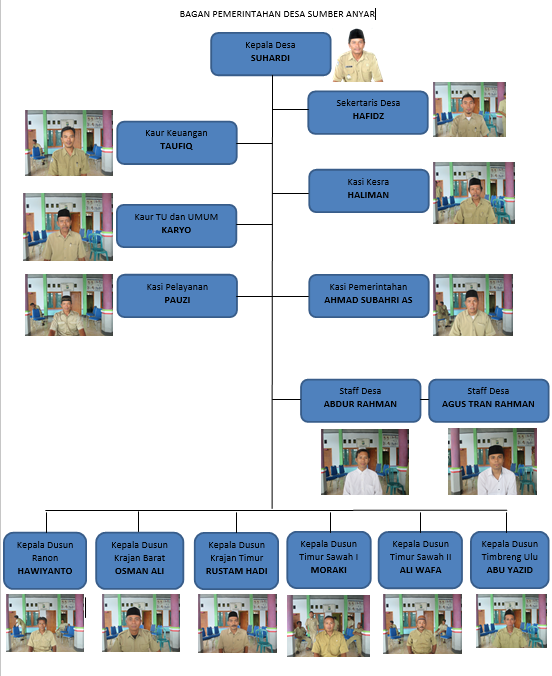 BAGAN PEMERINTAHAN DESA SUMBER ANYAR
Kepala Desa
SUHARDI
Sekertaris Desa
HAFIDZ
Kaur Keuangan
TAUFIQ
Kasi Kesra
HALIMAN
Kaur TU dan UMUM
KARYO
Kasi Pelayanan
PAUZI
Kasi Pemerintahan
AHMAD SUBAHRI AS
Staff Desa
ABDUR RAHMAN
Staff Desa
AGUS TRAN RAHMAN
Kepala Dusun
Ranon
HAWIYANTO
Kepala Dusun
Krajan Barat
OSMAN ALI
Kepala Dusun
Krajan Timur
RUSTAM HADI
Kepala Dusun
Timur Sawah I
MORAKI
Kepala Dusun
Timur Sawah II
ALI WAFA
Kepala Dusun
Timbreng Ulu
ABU YAZID